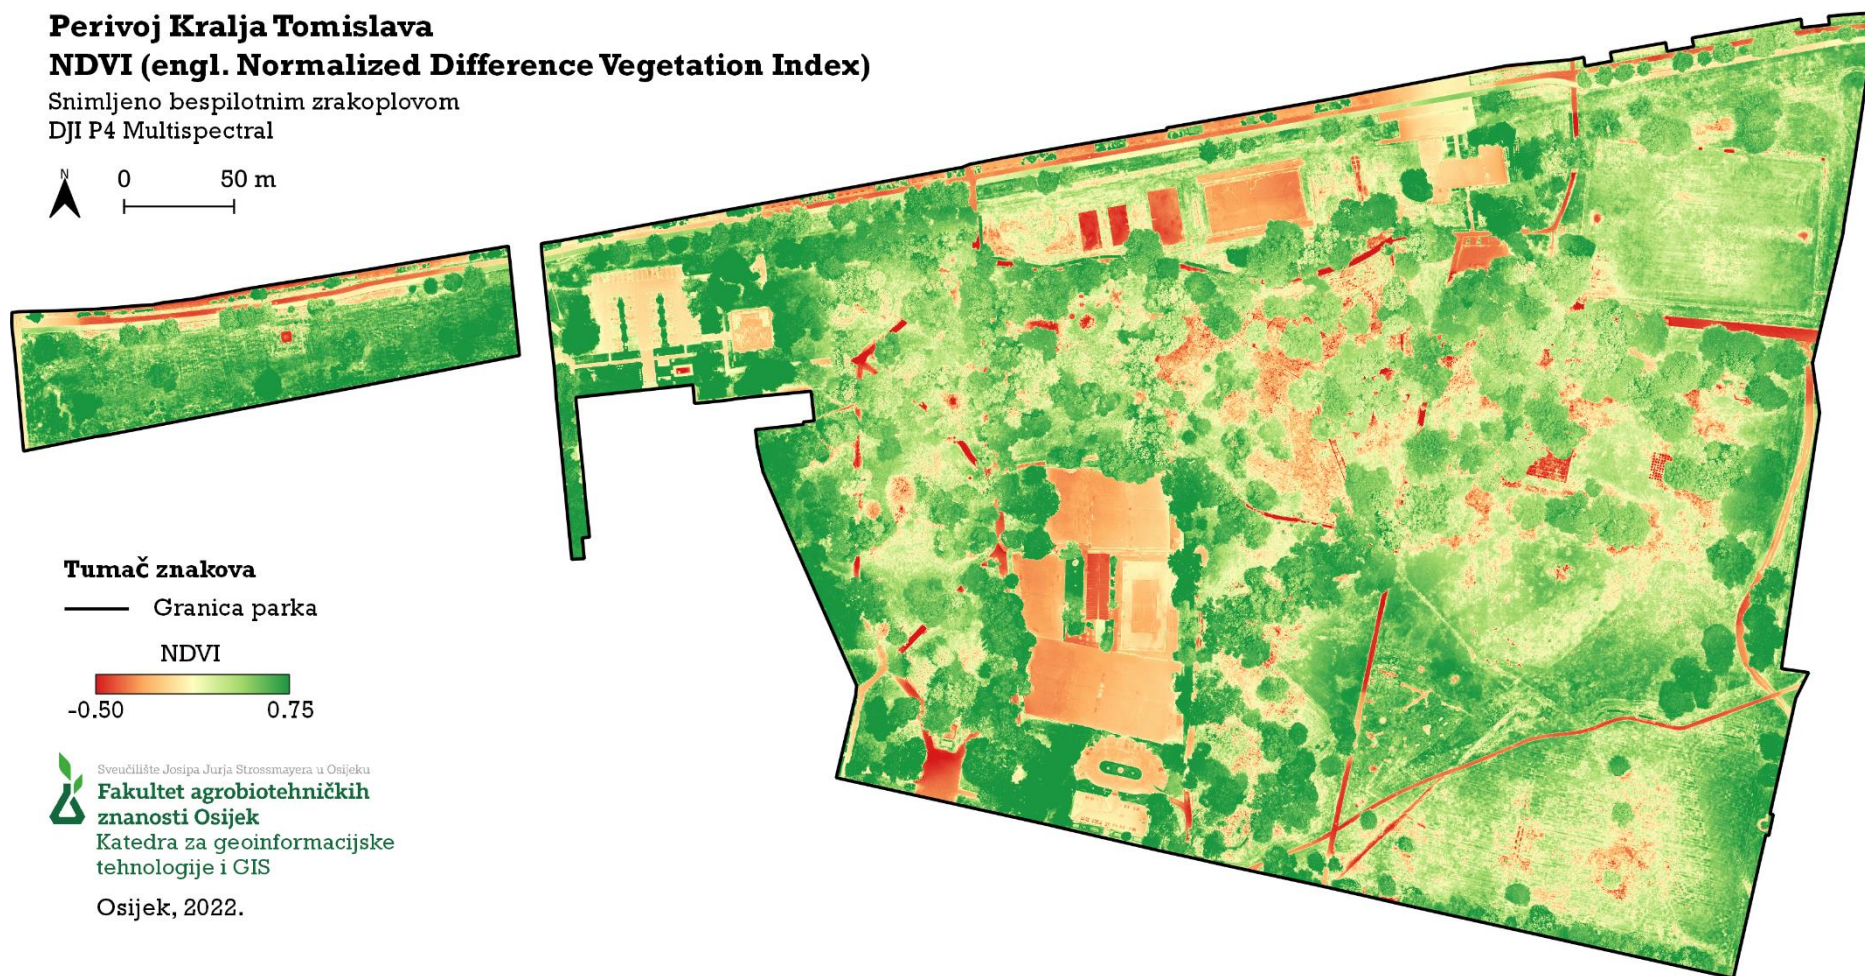 Perivoj Kralja Tomislava
NDVI (engl. Normalized Difference Vegetation Index)
Snimljeno bespilotnim zrakoplovom
DJI P4 Multispectral
N
0 50 m
Tumač znakova
Granica parka
NDVI
-0.50 0.75
Sveučilište Josipa Jurja Strossmayera u Osijeku
Fakultet agrobiotehničkih
znanosti Osijek
Katedra za geoinformacijske
tehnologije i GIS
Osijek, 2022.